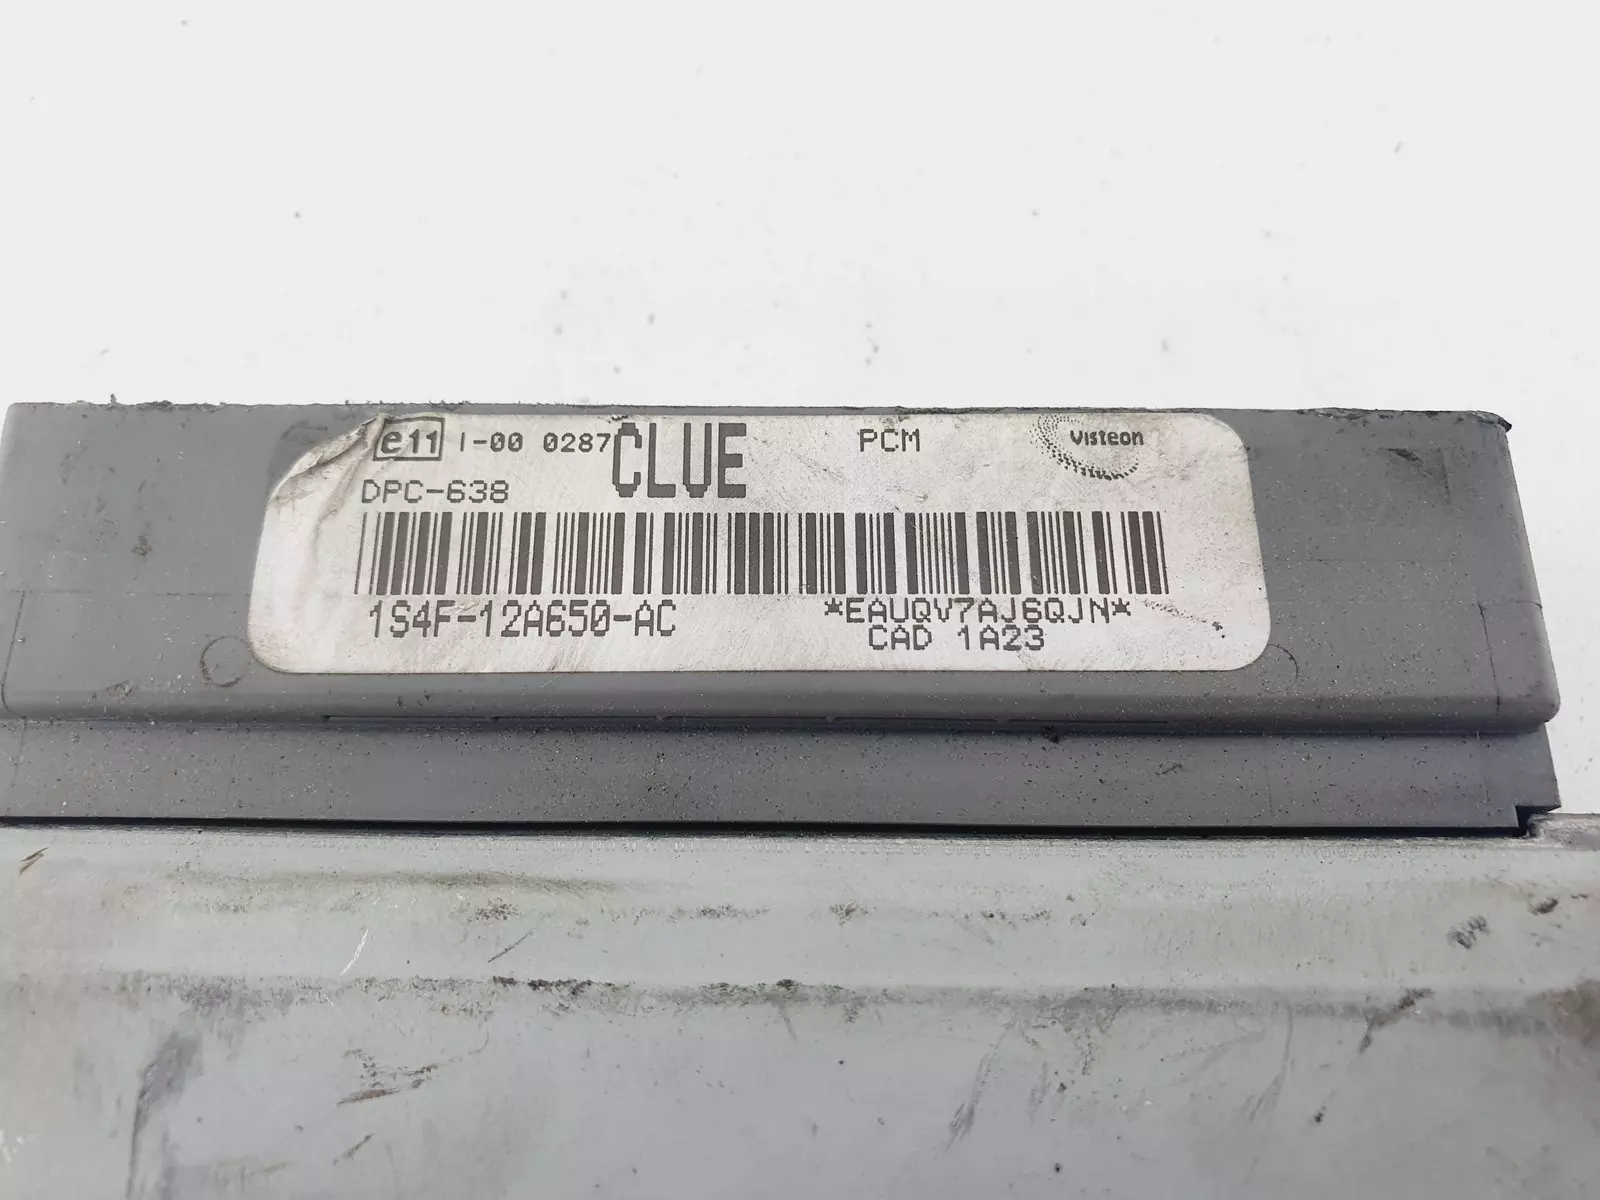 e11 I-00 0287 CLUE PCM Visteon
DPC-638
1S4F-12A650-AC *EAUQV7AJ6QJN*
CAD 1A23